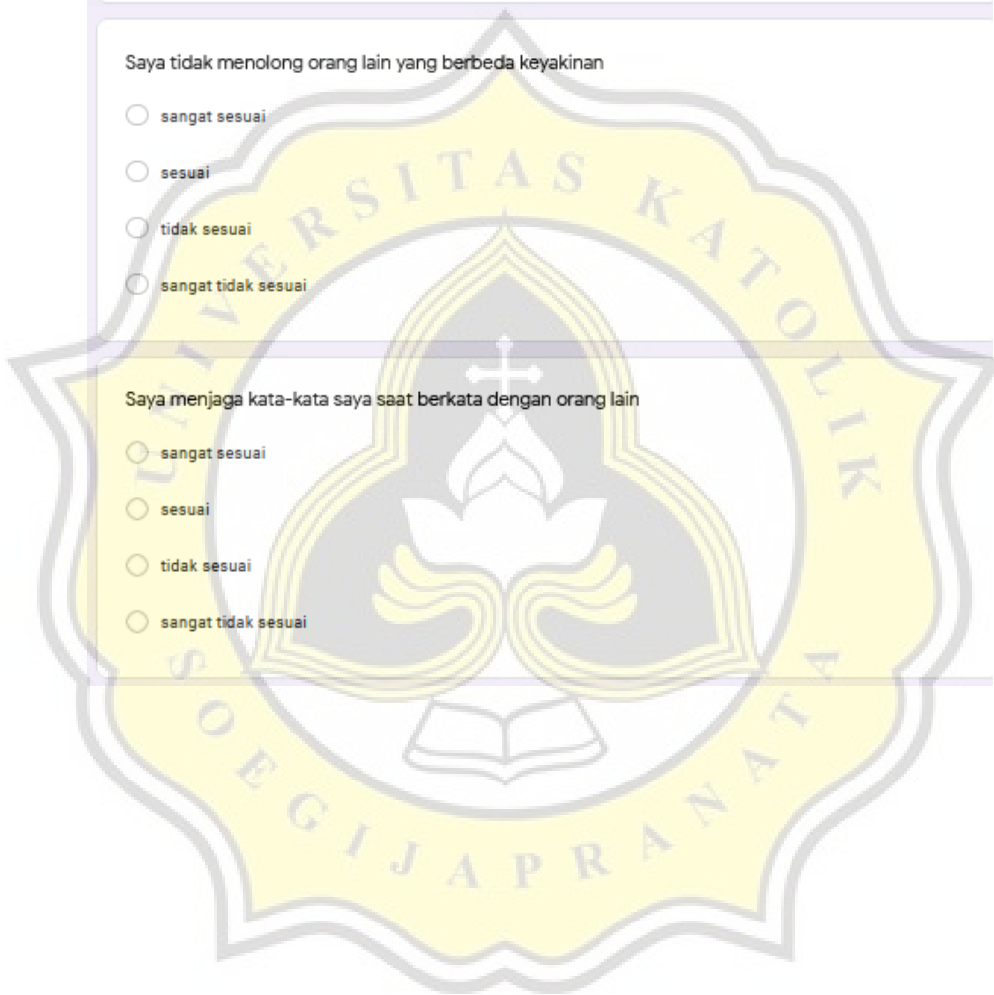 Saya tidak menolong orang lain yang berbeda keyakinan
sangat sesuai
sesuai
tidak sesuai
sangat tidak sesuai
Saya menjaga kata-kata saya saat berkata dengan orang lain
sangat sesuai
sesuai
tidak sesuai
sangat tidak sesuai
UNIVERSITAS KATOLIK
SOEGIJAPRANATA